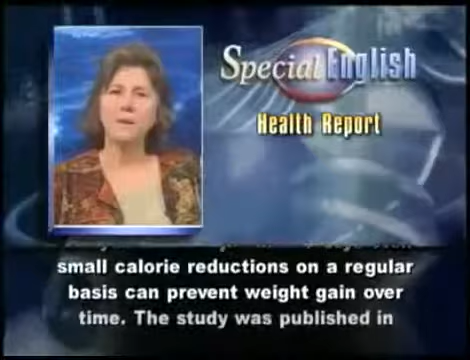 Special English
Health Report
small calorie reductions on a regular
basis can prevent weight gain over
time. The study was published in